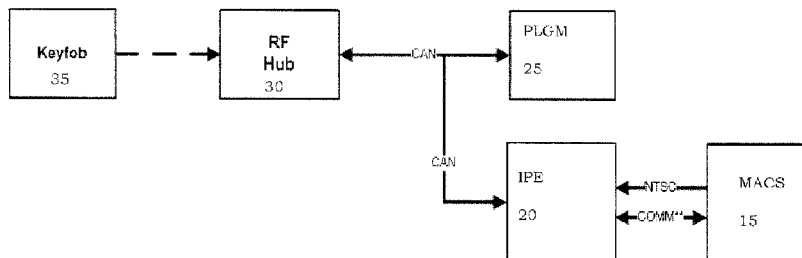 Keyfob
35
RF
Hub
30
CAN
PLGM
25
CAN
IPE
20
NTSC
COMM**
MACS
15